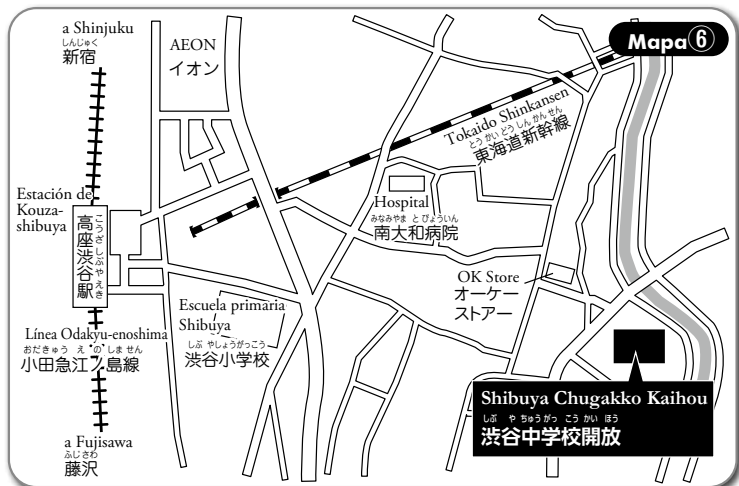 Mapa⑥
a Shinjuku
しんじゅく
新宿
AEON
イオン
Tokaido Shinkansen
とうかいどうしんかんせん
東海道新幹線
Estación de
Kouza-
shibuya
こうざしぶやえき
高座渋谷駅
Hospital
みなみやまとびょういん
南大和病院
OK Store
オーケー
ストアー
Escuela primaria
Shibuya
しぶやしょうがっこう
渋谷小学校
Línea Odakyu-enoshima
おだきゅうえのしません
小田急江ノ島線
Shibuya Chugakko Kaihou
しぶやちゅうがっこうかいほう
渋谷中学校開放
a Fujisawa
ふじさわ
藤沢